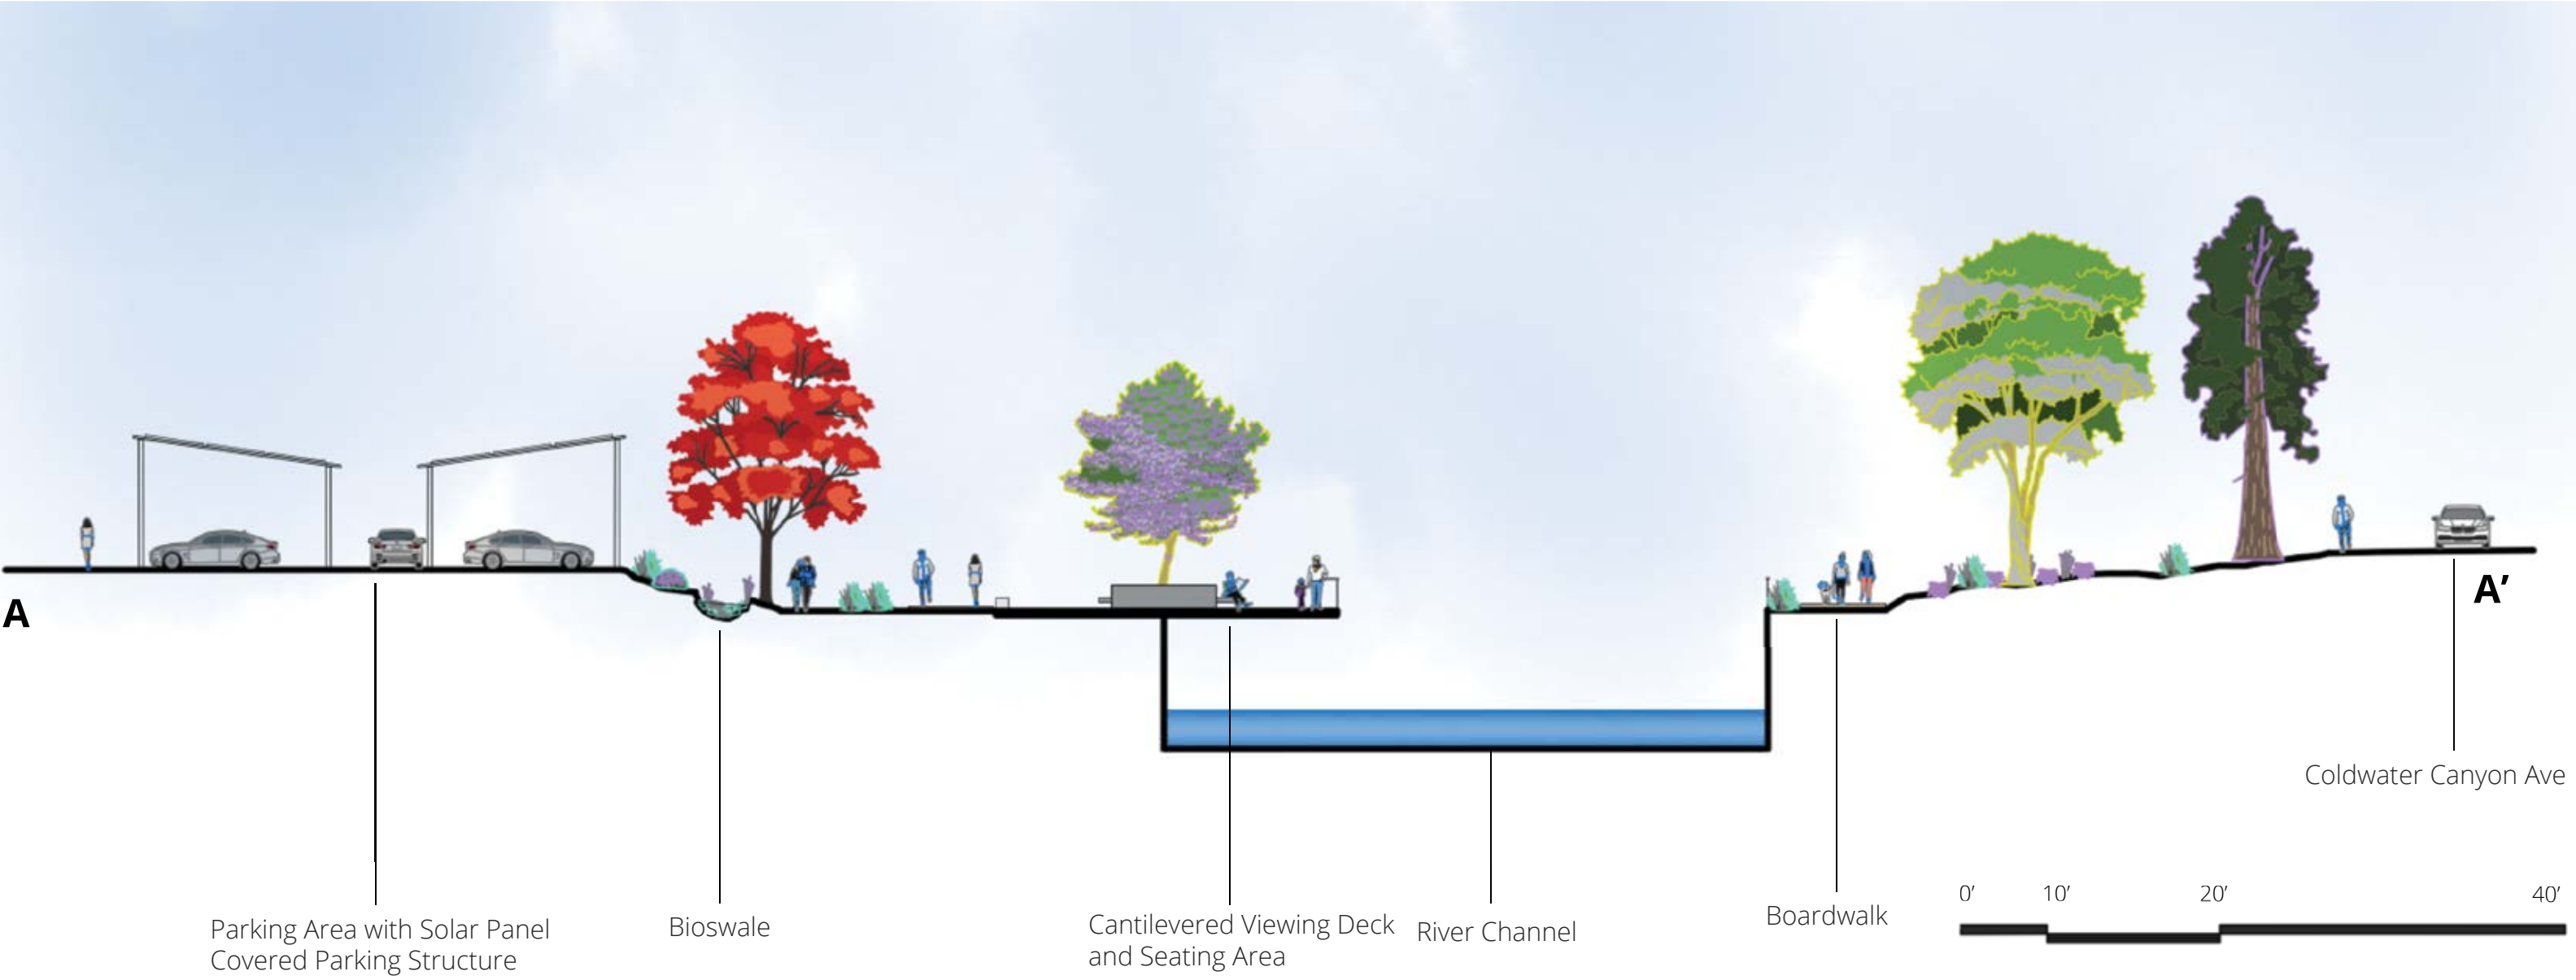 A
A′
Coldwater Canyon Ave
Parking Area with Solar Panel
Covered Parking Structure
Bioswale
Cantilevered Viewing Deck
and Seating Area
River Channel
Boardwalk
0′ 10′ 20′ 40′